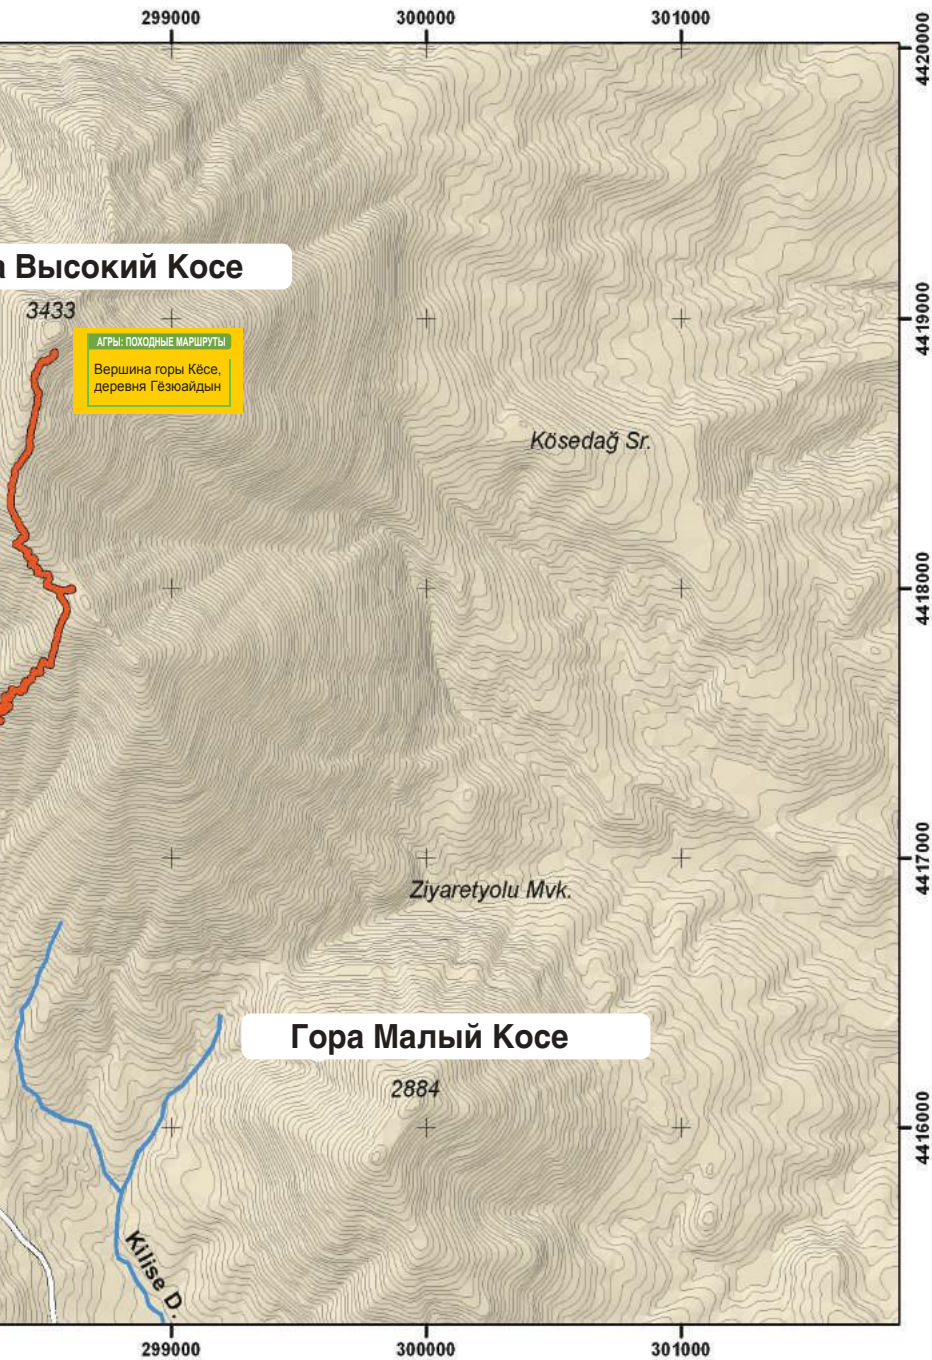 299000
300000
301000
4420000
а Высокий Косе
3433
4419000
АГРЫ: ПОХОДНЫЕ МАРШРУТЫ
Вершина горы Кёсе,
деревня Гёзюайдын
Kösedağ Sr.
4418000
4417000
Ziyaretyolu Mvk.
Гора Малый Косе
2884
4416000
Kilise D.
299000
300000
301000